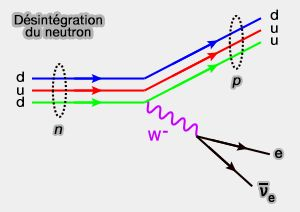 Désintégration
du neutron
d
u
u
d
u
d
n
p
W⁻
e
ν̅ₑ